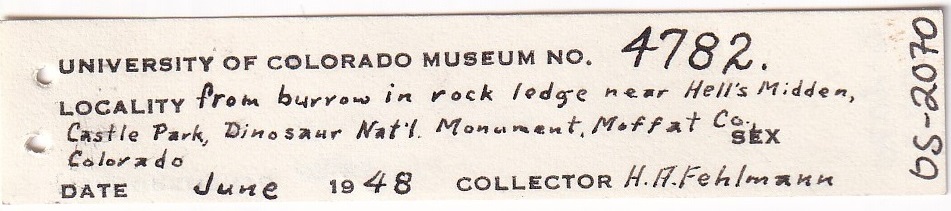 UNIVERSITY OF COLORADO MUSEUM NO. 4782.
LOCALITY from burrow in rock ledge near Hell's Midden,
Castle Park, Dinosaur Nat'l. Monument, Moffat Co.,
SEX
Colorado
DATE June 1948 COLLECTOR H.A.Fehlmann
OS-2070